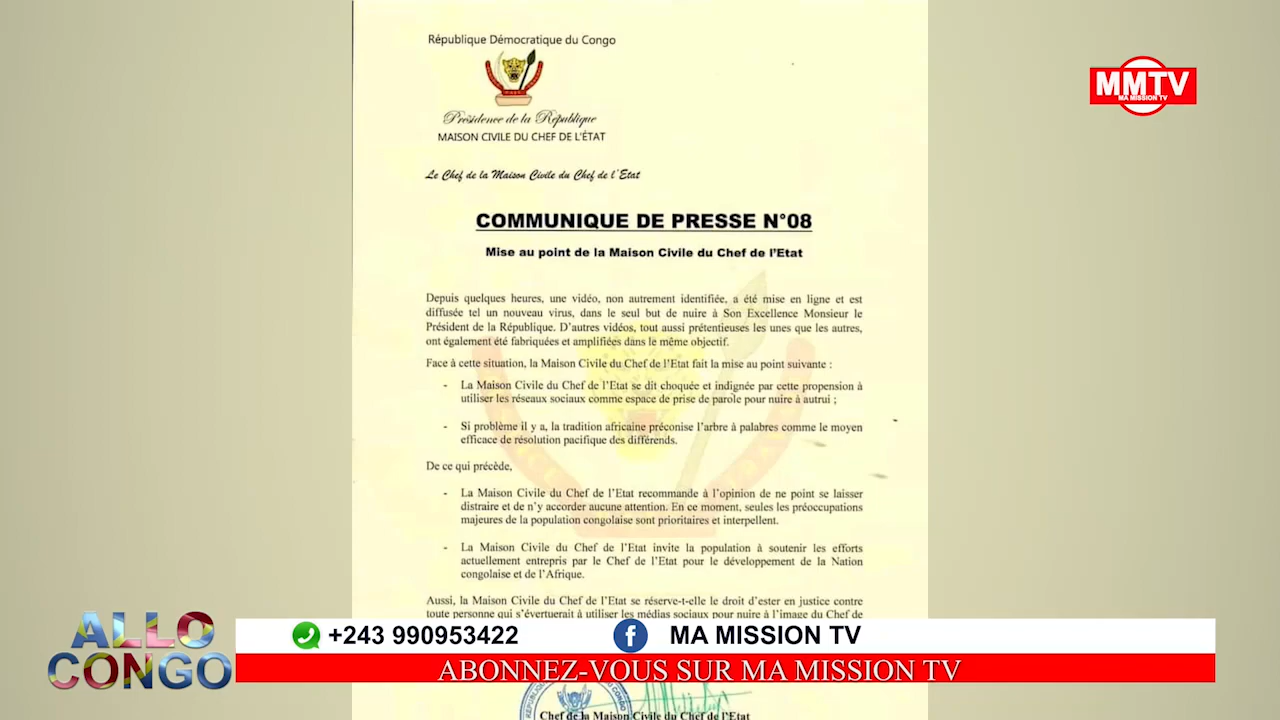 République Démocratique du Congo
Présidence de la République
MAISON CIVILE DU CHEF DE L'ÉTAT
Le Chef de la Maison Civile du Chef de l'Etat
COMMUNIQUE DE PRESSE N°08
Mise au point de la Maison Civile du Chef de l'Etat
Depuis quelques heures, une vidéo, non autrement identifiée, a été mise en ligne et est
diffusée tel un nouveau virus, dans le seul but de nuire à Son Excellence Monsieur le
Président de la République. D'autres vidéos, tout aussi prétentieuses les unes que les autres,
ont également été fabriquées et amplifiées dans le même objectif.
Face à cette situation, la Maison Civile du Chef de l'Etat fait la mise au point suivante :
- La Maison Civile du Chef de l'Etat se dit choquée et indignée par cette propension à
utiliser les réseaux sociaux comme espace de prise de parole pour nuire à autrui ;
- Si problème il y a, la tradition africaine préconise l'arbre à palabres comme le moyen
efficace de résolution pacifique des différends.
De ce qui précède,
- La Maison Civile du Chef de l'Etat recommande à l'opinion de ne point se laisser
distraire et de n'y accorder aucune attention. En ce moment, seules les préoccupations
majeures de la population congolaise sont prioritaires et interpellent.
- La Maison Civile du Chef de l'Etat invite la population à soutenir les efforts
actuellement entrepris par le Chef de l'Etat pour le développement de la Nation
congolaise et de l'Afrique.
Aussi, la Maison Civile du Chef de l'Etat se réserve-t-elle le droit d'ester en justice contre
toute personne qui s'évertuerait à utiliser les médias sociaux pour nuire à l'image du Chef de
Chef de la Maison Civile du Chef de l'Etat
MMTV
MA MISSION TV
ALLO
CONGO
+243 990953422
MA MISSION TV
ABONNEZ-VOUS SUR MA MISSION TV